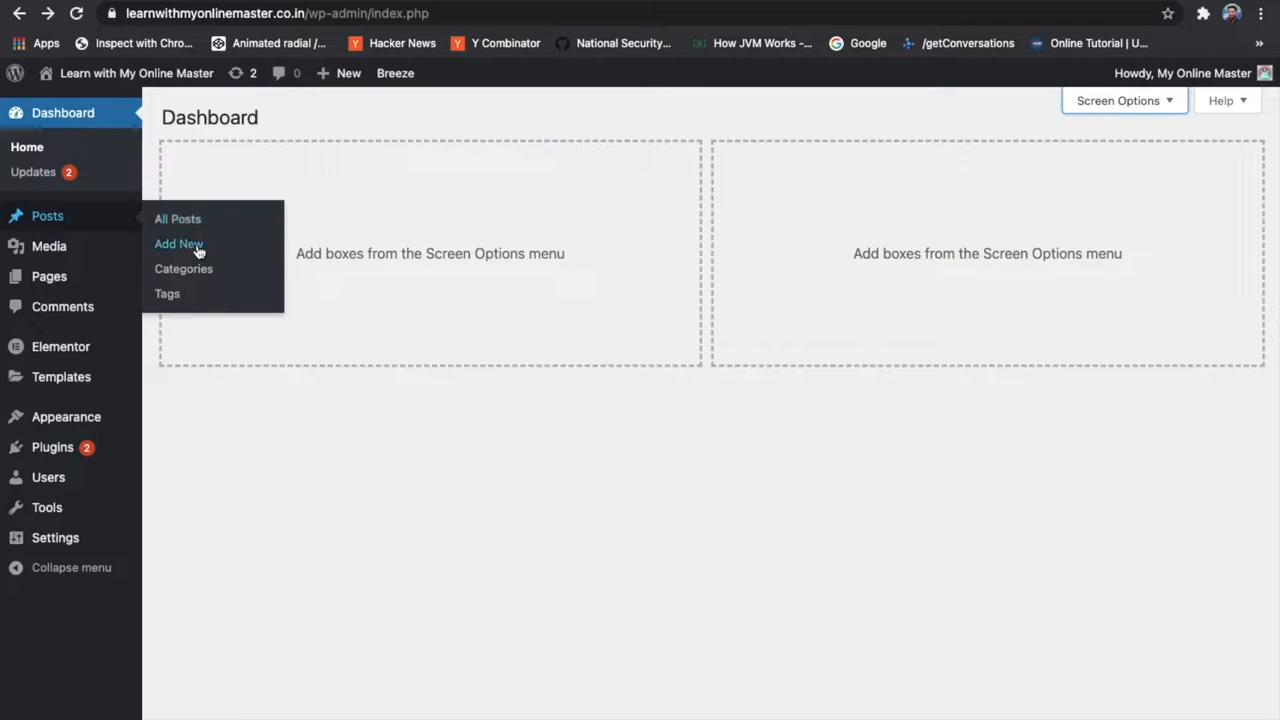 learnwithmyonlinemaster.co.in/wp-admin/index.php
Apps Inspect with Chro... Animated radial /... Hacker News Y Combinator National Security... How JVM Works -... Google /getConversations Online Tutorial | U... »
Learn with My Online Master 2 0 New Breeze Howdy, My Online Master
Dashboard
Home
Updates 2
Posts
Media
Pages
Comments
Elementor
Templates
Appearance
Plugins 2
Users
Tools
Settings
Collapse menu
All Posts
Add New
Categories
Tags
Dashboard
Screen Options Help
Add boxes from the Screen Options menu
Add boxes from the Screen Options menu